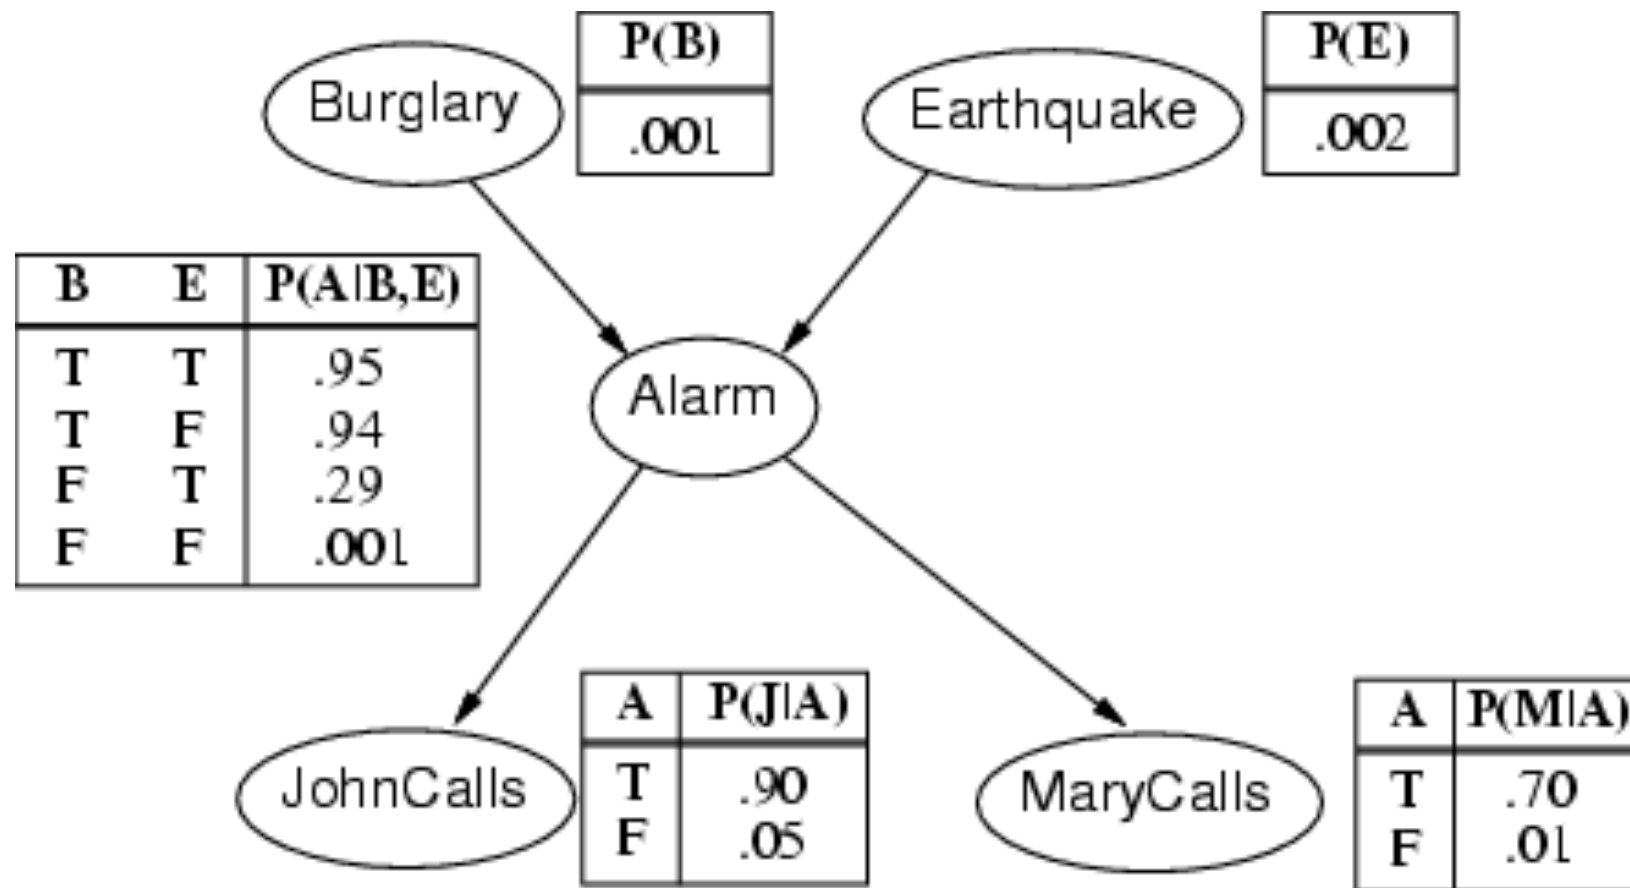 P(B)
.001
Burglary
P(E)
.002
Earthquake
B E P(A|B,E)
T T .95
T F .94
F T .29
F F .001
Alarm
JohnCalls
A P(J|A)
T .90
F .05
MaryCalls
A P(M|A)
T .70
F .01